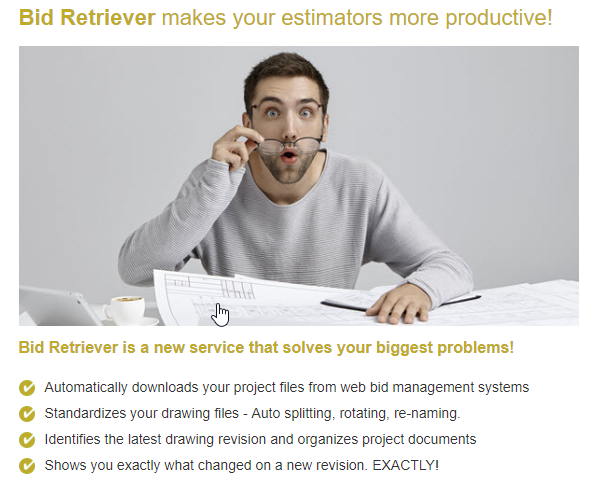 Bid Retriever makes your estimators more productive!
Bid Retriever is a new service that solves your biggest problems!
Automatically downloads your project files from web bid management systems
Standardizes your drawing files - Auto splitting, rotating, re-naming.
Identifies the latest drawing revision and organizes project documents
Shows you exactly what changed on a new revision. EXACTLY!